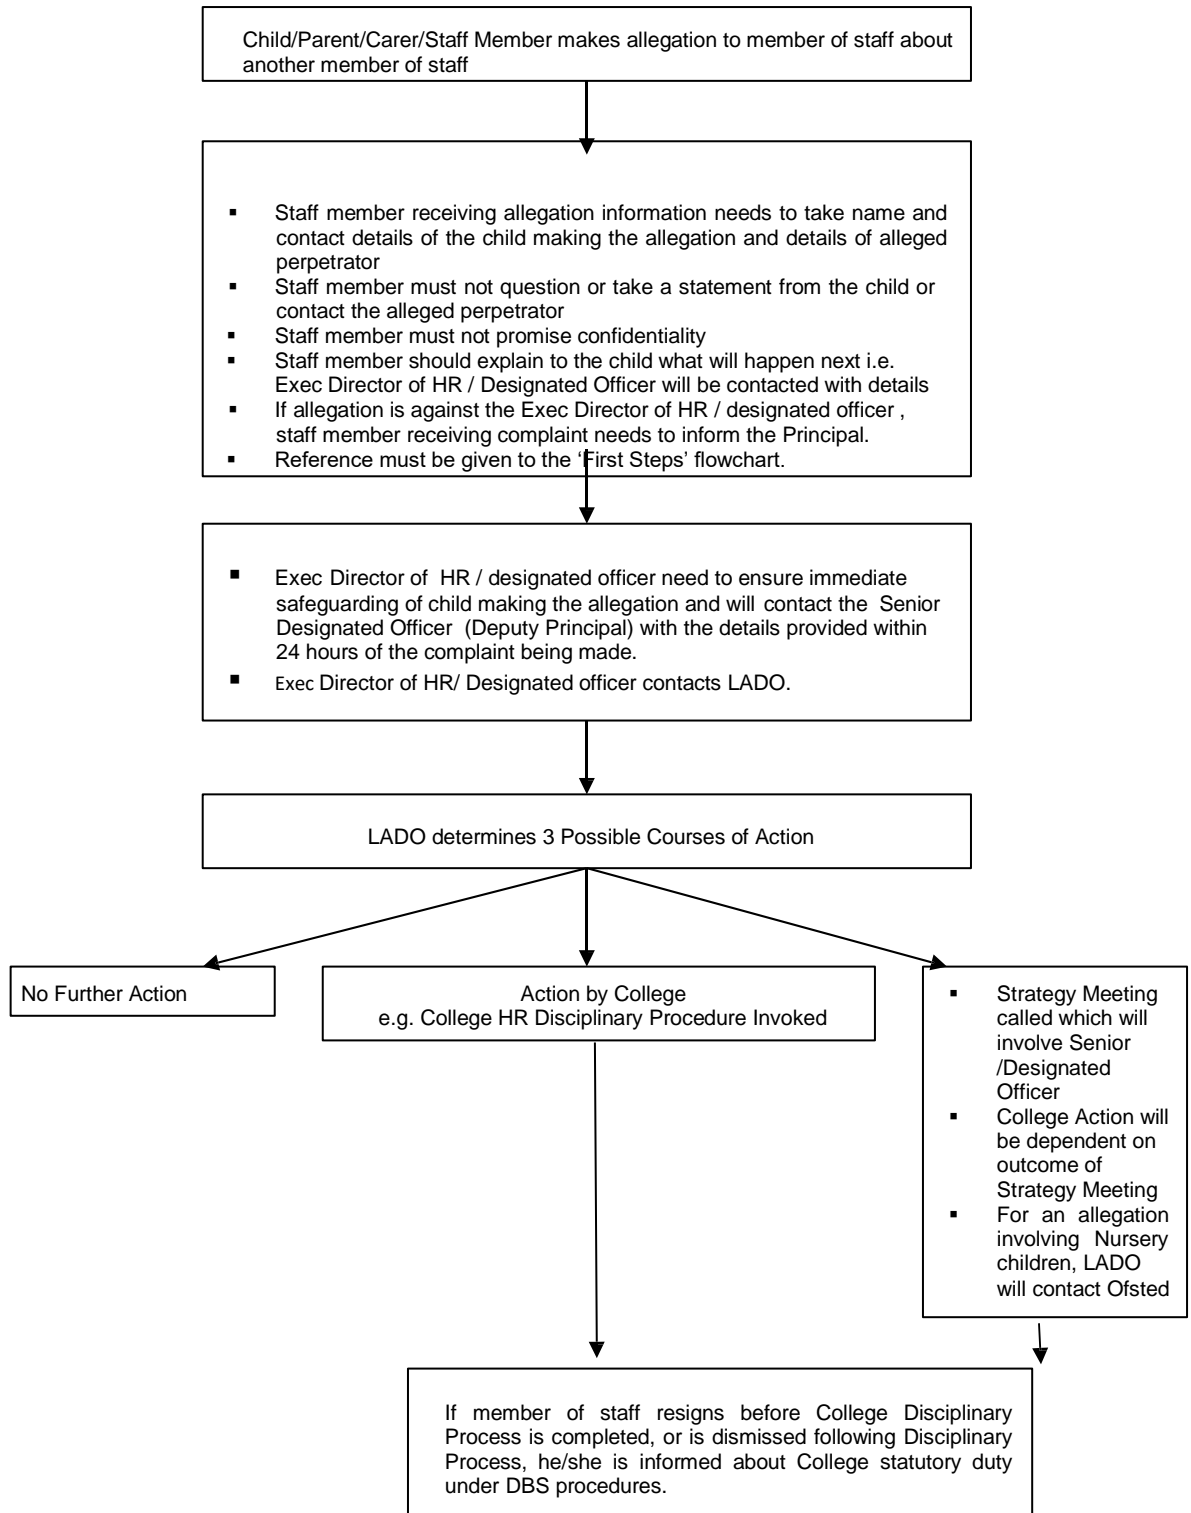 Child/Parent/Carer/Staff Member makes allegation to member of staff about
another member of staff
▪ Staff member receiving allegation information needs to take name and
contact details of the child making the allegation and details of alleged
perpetrator
▪ Staff member must not question or take a statement from the child or
contact the alleged perpetrator
▪ Staff member must not promise confidentiality
▪ Staff member should explain to the child what will happen next i.e.
Exec Director of HR / Designated Officer will be contacted with details
▪ If allegation is against the Exec Director of HR / designated officer ,
staff member receiving complaint needs to inform the Principal.
▪ Reference must be given to the ‘First Steps’ flowchart.
▪ Exec Director of HR / designated officer need to ensure immediate
safeguarding of child making the allegation and will contact the Senior
Designated Officer (Deputy Principal) with the details provided within
24 hours of the complaint being made.
▪ Exec Director of HR/ Designated officer contacts LADO.
LADO determines 3 Possible Courses of Action
No Further Action
Action by College
e.g. College HR Disciplinary Procedure Invoked
▪ Strategy Meeting
called which will
involve Senior
/Designated
Officer
▪ College Action will
be dependent on
outcome of
Strategy Meeting
▪ For an allegation
involving Nursery
children, LADO
will contact Ofsted
If member of staff resigns before College Disciplinary
Process is completed, or is dismissed following Disciplinary
Process, he/she is informed about College statutory duty
under DBS procedures.